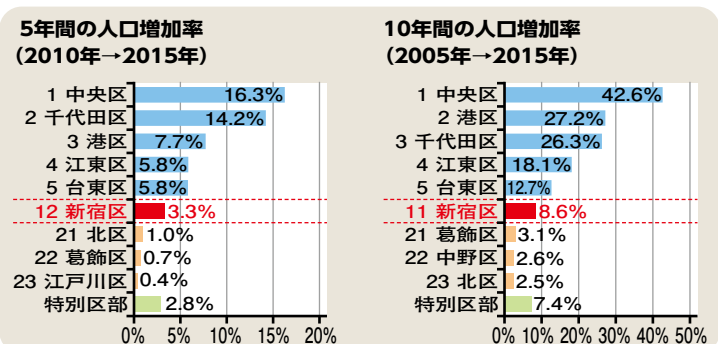 5年間の人口増加率
（2010年→2015年）
1 中央区 16.3%
2 千代田区 14.2%
3 港区 7.7%
4 江東区 5.8%
5 台東区 5.8%
12 新宿区 3.3%
21 北区 1.0%
22 葛飾区 0.7%
23 江戸川区 0.4%
特別区部 2.8%
0% 5% 10% 15% 20%
10年間の人口増加率
（2005年→2015年）
1 中央区 42.6%
2 港区 27.2%
3 千代田区 26.3%
4 江東区 18.1%
5 台東区 12.7%
11 新宿区 8.6%
21 葛飾区 3.1%
22 中野区 2.6%
23 北区 2.5%
特別区部 7.4%
0% 10% 20% 30% 40% 50%